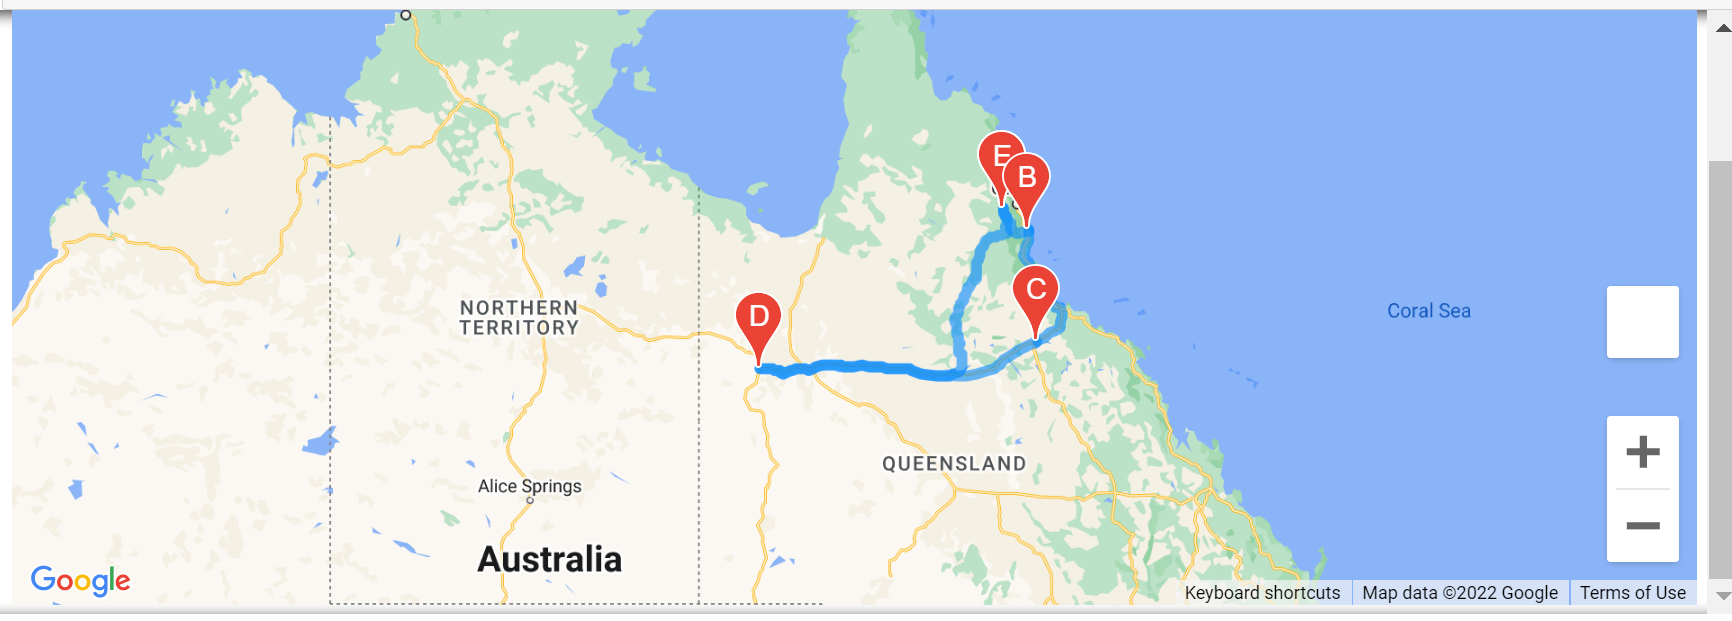 E
B
C
D
NORTHERN
TERRITORY
Coral Sea
QUEENSLAND
Alice Springs
Australia
Google
Keyboard shortcuts
Map data ©2022 Google
Terms of Use